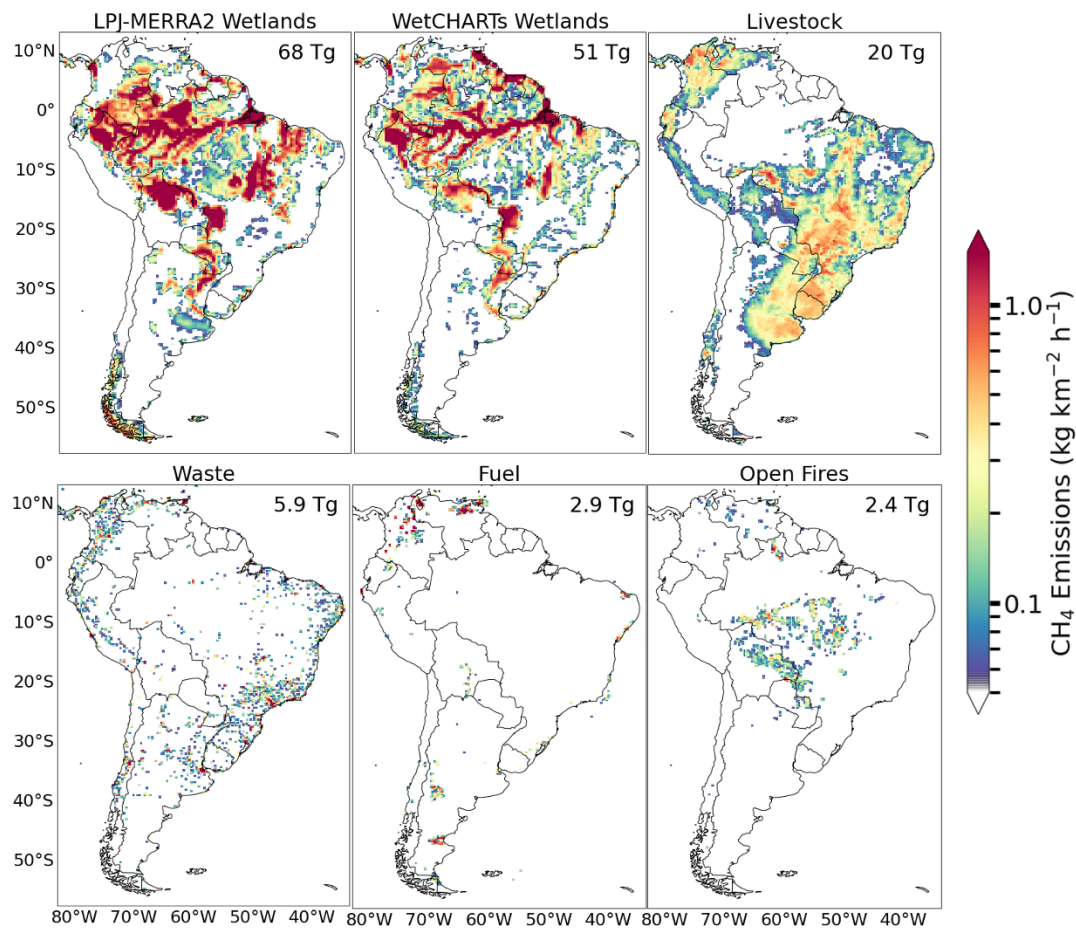 LPJ-MERRA2 Wetlands
WetCHARTs Wetlands
Livestock
68 Tg
51 Tg
20 Tg
10°N
0°
10°S
20°S
30°S
40°S
50°S
Waste
Fuel
Open Fires
5.9 Tg
2.9 Tg
2.4 Tg
10°N
0°
10°S
20°S
30°S
40°S
50°S
80°W 70°W 60°W 50°W 40°W
80°W 70°W 60°W 50°W 40°W
80°W 70°W 60°W 50°W 40°W
1.0
0.1
CH₄ Emissions (kg km⁻² h⁻¹)